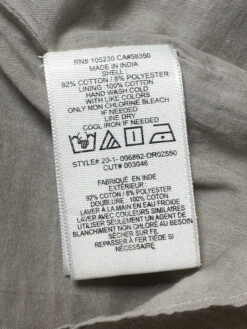 RN# 105230 CA#58350
MADE IN INDIA
SHELL:
92% COTTON / 8% POLYESTER
LINING: 100% COTTON
HAND WASH COLD
WITH LIKE COLORS
ONLY NON CHLORINE BLEACH
IF NEEDED
LINE DRY
COOL IRON IF NEEDED
STYLE# 20-1- 006862-DR02550
CUT# 003046
FABRIQUÉ EN INDE
EXTÉRIEUR :
92% COTON / 8% POLYESTER
DOUBLURE: 100% COTON
LAVER À LA MAIN EN EAU FROIDE
AVEC COULEURS SIMILAIRES
UTILISER SEULEMENT UN AGENT DE
BLANCHIMENT NON CHLORÉ AU BESOIN
SÉCHER SUR FIL
REPASSER À FER TIÈDE SI
NÉCESSAIRE